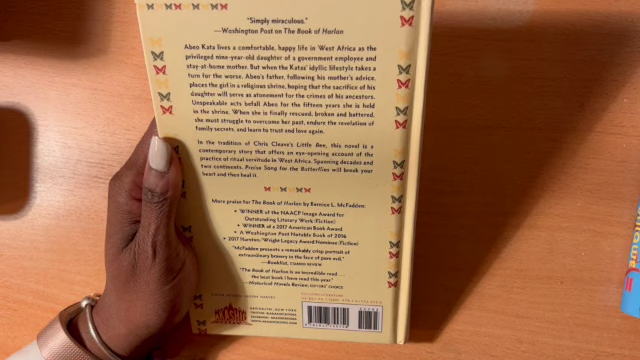 "Simply miraculous."
—Washington Post on The Book of Harlan
Abeo Kata lives a comfortable, happy life in West Africa as the
privileged nine-year-old daughter of a government employee and
stay-at-home mother. But when the Katas' idyllic lifestyle takes a
turn for the worse, Abeo's father, following his mother's advice,
places the girl in a religious shrine, hoping that the sacrifice of his
daughter will serve as atonement for the crimes of his ancestors.
Unspeakable acts befall Abeo for the fifteen years she is held
in the shrine. When she is finally rescued, broken and battered,
she must struggle to overcome her past, endure the revelation of
family secrets, and learn to trust and love again.
In the tradition of Chris Cleave's Little Bee, this novel is a
contemporary story that offers an eye-opening account of the
practice of ritual servitude in West Africa. Spanning decades and
two continents, Praise Song for the Butterflies will break your
heart and then heal it.
More praise for The Book of Harlan by Bernice L. McFadden:
• WINNER of the NAACP Image Award for
Outstanding Literary Work (Fiction)
• WINNER of a 2017 American Book Award
• A Washington Post Notable Book of 2016
• 2017 Hurston/Wright Legacy Award Nominee (Fiction)
"McFadden presents a remarkably crisp portrait of
extraordinary bravery in the face of pure evil."
—Booklist, STARRED REVIEW
"The Book of Harlan is an incredible read . . .
the best book I have read this year."
—Historical Novels Review, EDITORS' CHOICE
AKASHIC
BROOKLYN, NEW YORK